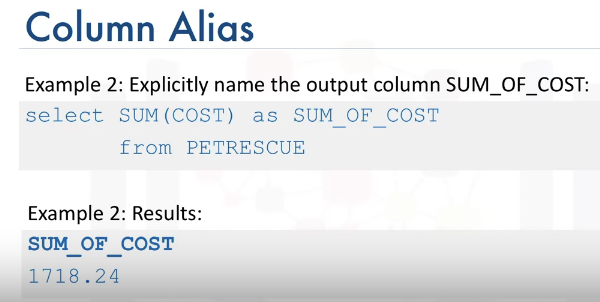 Column Alias
Example 2: Explicitly name the output column SUM_OF_COST:
select SUM(COST) as SUM_OF_COST
from PETRESCUE
Example 2: Results:
SUM_OF_COST
1718.24